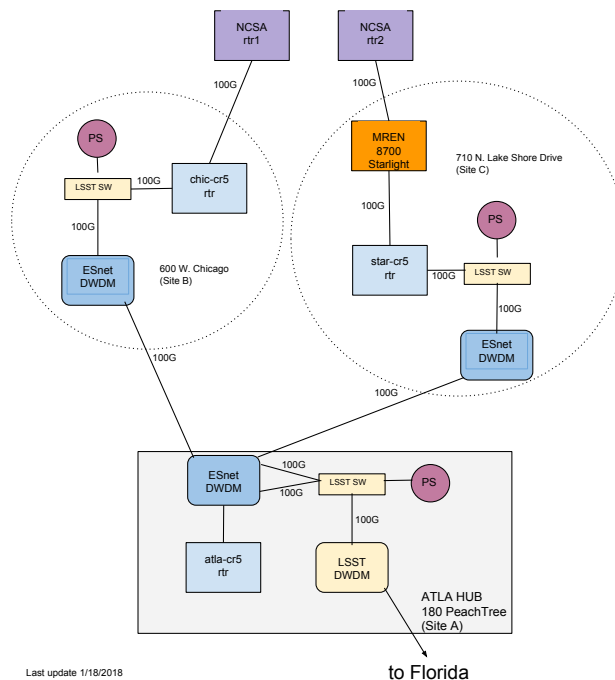 NCSA
rtr1
NCSA
rtr2
100G
100G
PS
MREN
8700
Starlight
710 N. Lake Shore Drive
(Site C)
LSST SW
100G
chic-cr5
rtr
100G
100G
PS
600 W. Chicago
(Site B)
ESnet
DWDM
star-cr5
rtr
100G
LSST SW
100G
ESnet
DWDM
100G
100G
ESnet
DWDM
100G
100G
LSST SW
PS
100G
atla-cr5
rtr
LSST
DWDM
ATLA HUB
180 PeachTree
(Site A)
Last update 1/18/2018
to Florida